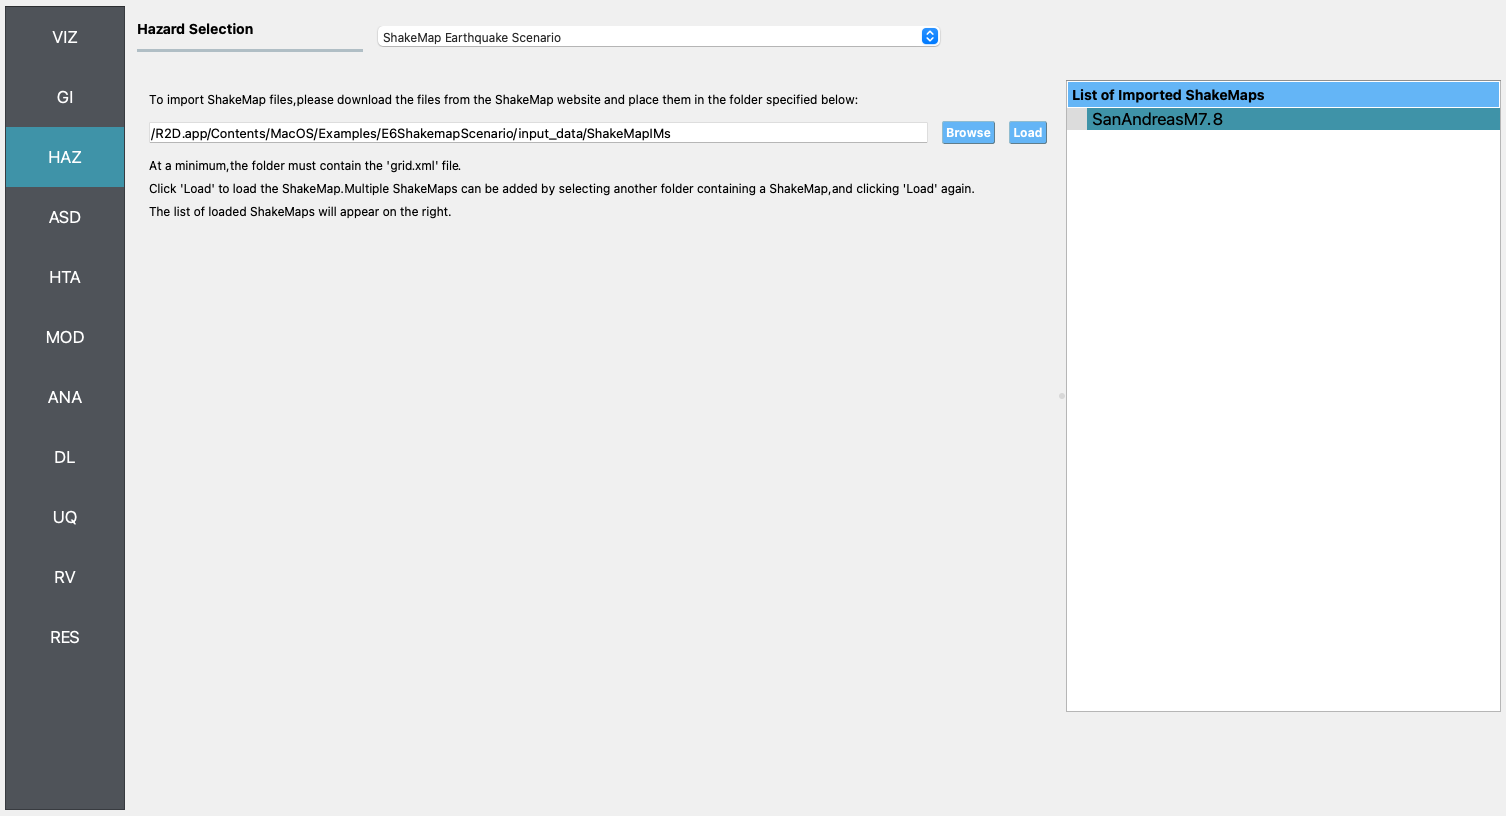 VIZ
GI
HAZ
ASD
HTA
MOD
ANA
DL
UQ
RV
RES
Hazard Selection
ShakeMap Earthquake Scenario
To import ShakeMap files,please download the files from the ShakeMap website and place them in the folder specified below:
/R2D.app/Contents/MacOS/Examples/E6ShakemapScenario/input_data/ShakeMapIMs
Browse
Load
At a minimum,the folder must contain the 'grid.xml' file.
Click 'Load' to load the ShakeMap.Multiple ShakeMaps can be added by selecting another folder containing a ShakeMap,and clicking 'Load' again.
The list of loaded ShakeMaps will appear on the right.
List of Imported ShakeMaps
SanAndreasM7.8